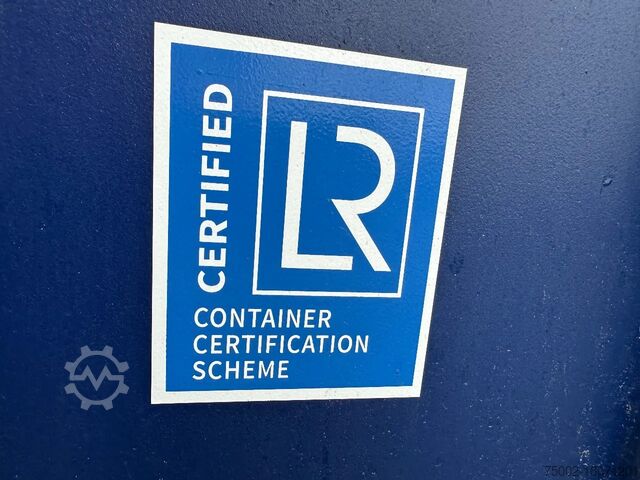 CERTIFIED
LR
CONTAINER
CERTIFICATION
SCHEME